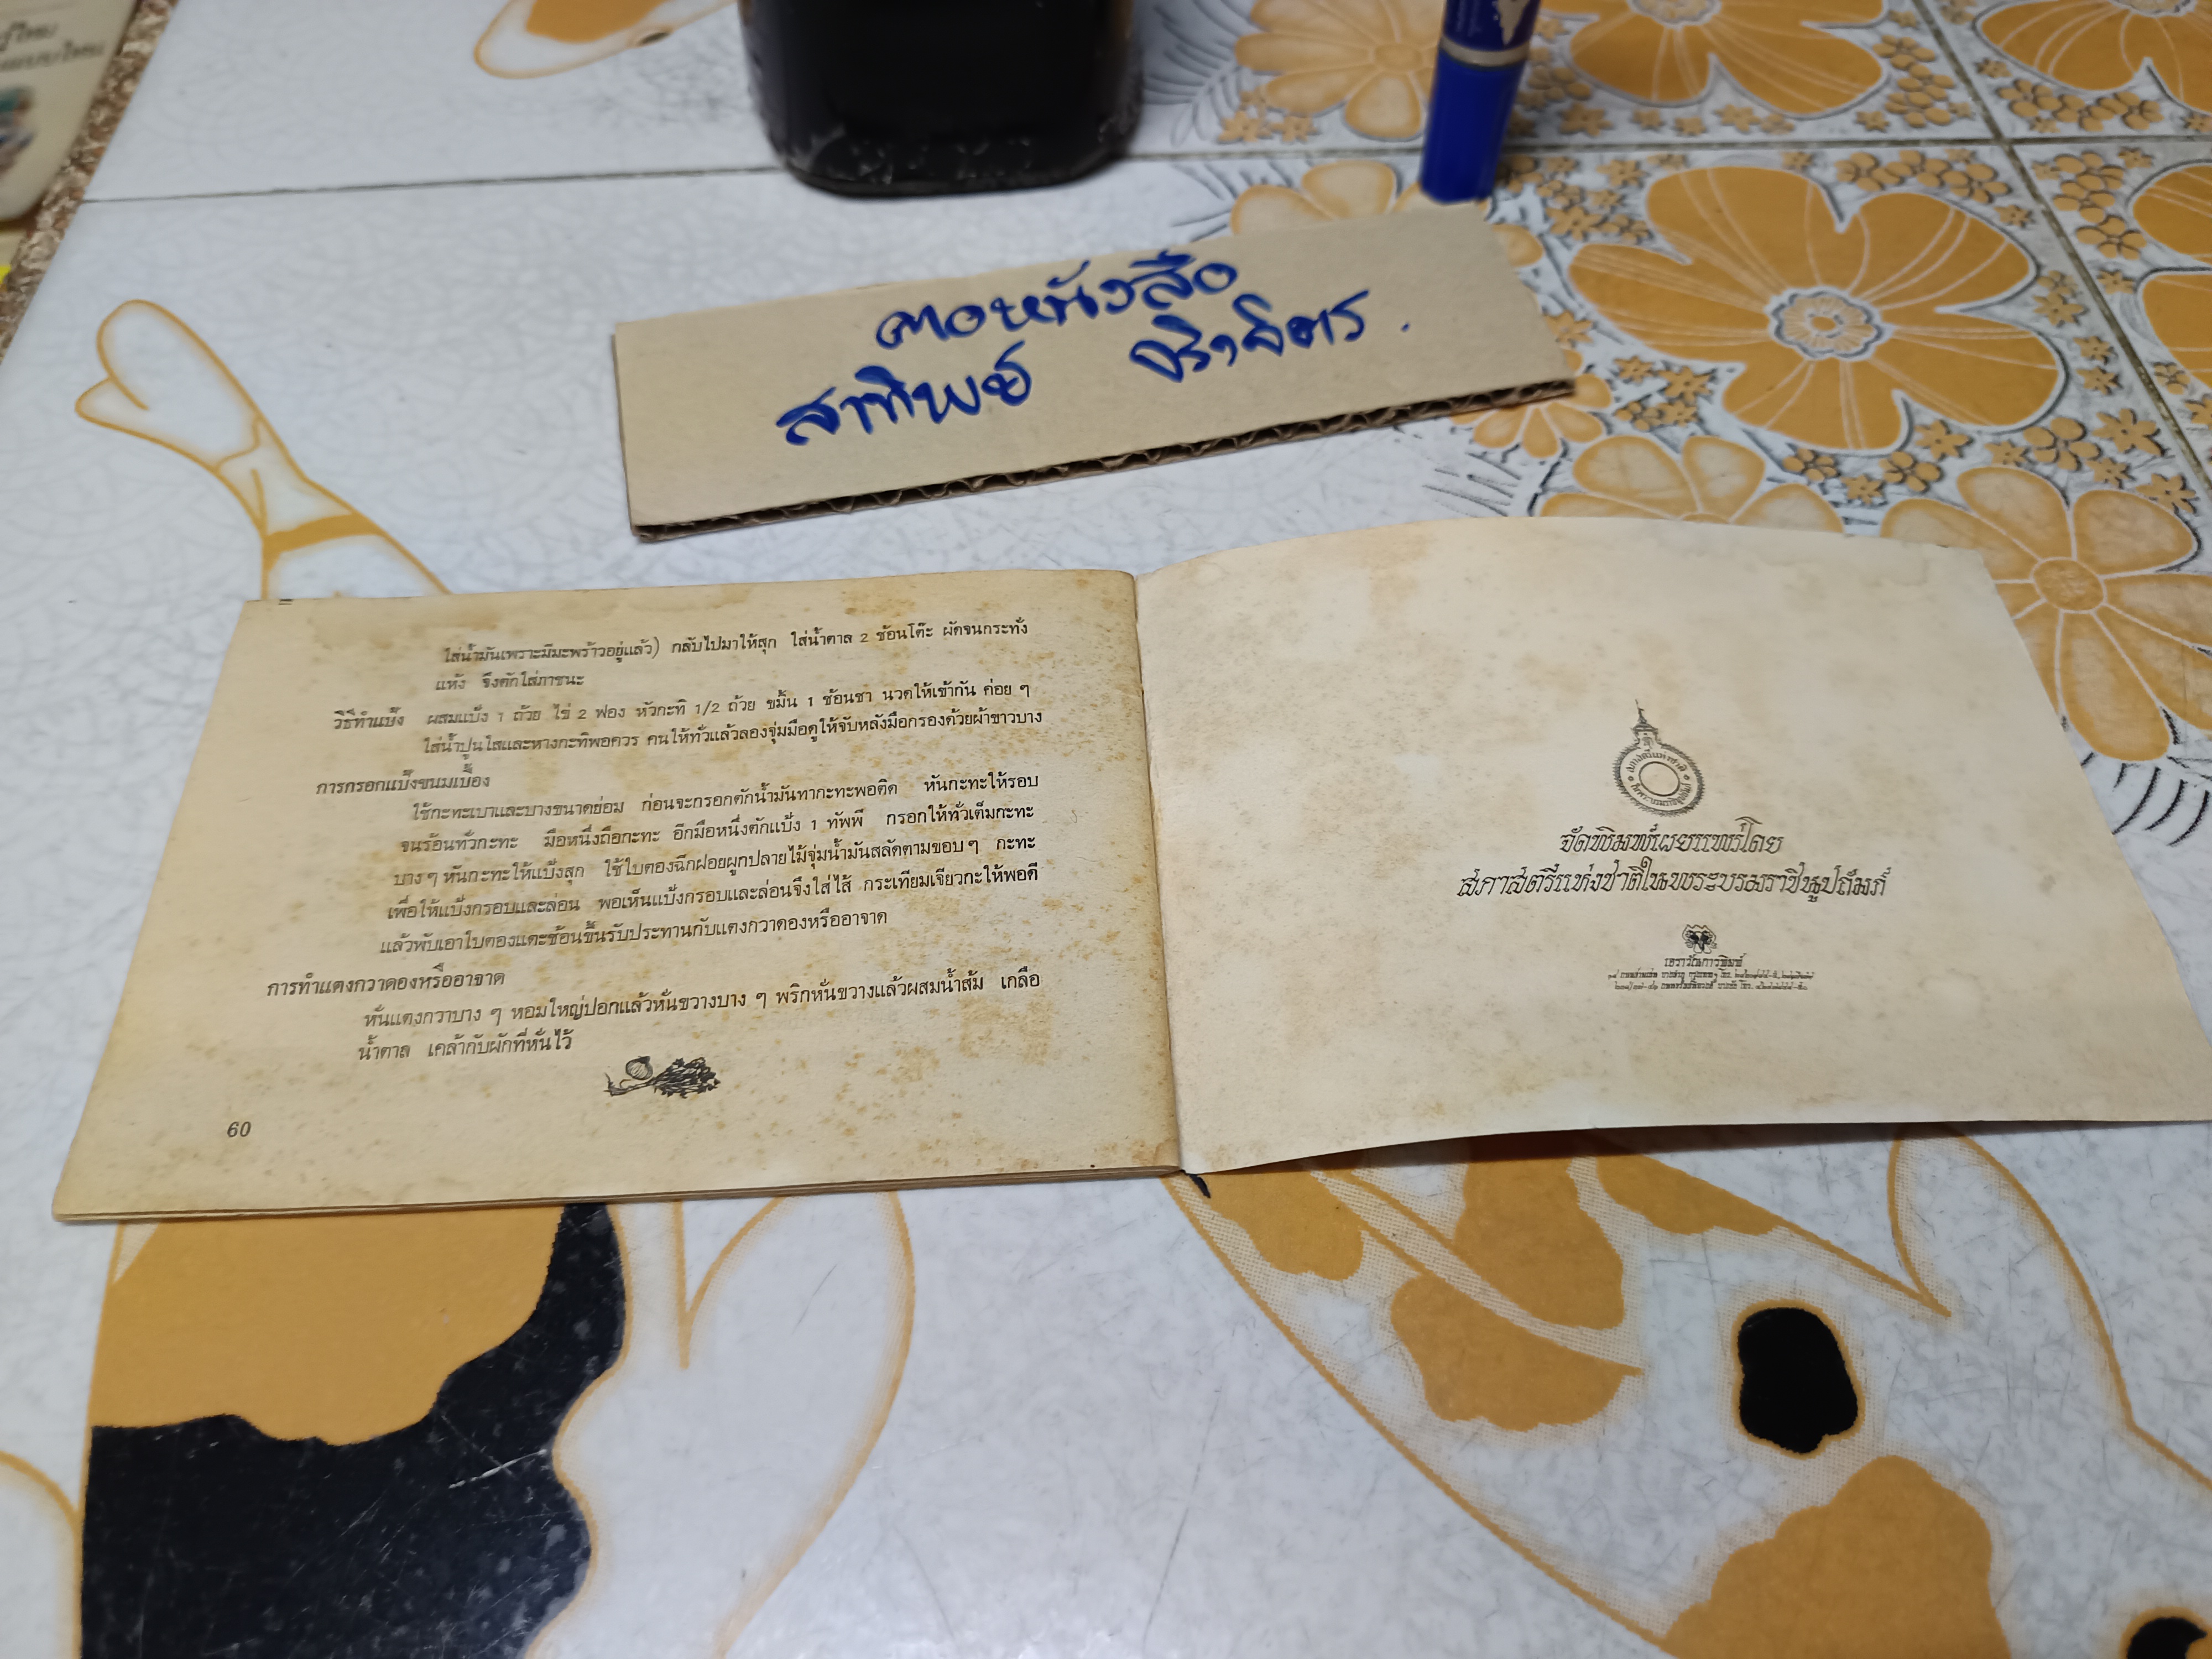 คอหนังสือ
สาทิพย์
ใส่น้ำมันเพราะมีมะพร้าวอยู่แล้ว) กลับไปมาให้สุก ใส่น้ำตาล 2 ช้อนโต๊ะ ผัดจนกระทั่ง
แห้ง จึงตักใส่ภาชนะ
วิธีทำแป้ง ผสมแป้ง 1 ถ้วย ไข่ 2 ฟอง หัวกะทิ 1/2 ถ้วย ขมิ้น 1 ช้อนชา นวดให้เข้ากัน ค่อย ๆ
ใส่น้ำปูนใสและหางกะทิพอควร คนให้ทั่วแล้วลองจุ่มมือดูให้จับหลังมือกรองด้วยผ้าขาวบาง
การกรอกแป้งขนมเบื้อง
ใช้กะทะเบาและบางขนาดย่อม ก่อนจะกรอกตักน้ำมันทากะทะพอติด หันกะทะให้รอบ
จนร้อนทั่วกะทะ มือหนึ่งถือกะทะ อีกมือหนึ่งตักแป้ง 1 ทัพพี กรอกให้ทั่วเต็มกะทะ
บาง ๆ หันกะทะให้แป้งสุก ใช้ใบตองฉีกฝอยผูกปลายไม้จุ่มน้ำมันสลัดตามขอบ ๆ กะทะ
เพื่อให้แป้งกรอบและล่อน พอเห็นแป้งกรอบและล่อนจึงใส่ไส้ กระเทียมเจียวกะให้พอดี
แล้วพับเอาใบตองแตะช้อนขึ้นรับประทานกับแตงกวาดองหรืออาจาด
การทำแตงกวาดองหรืออาจาด
หั่นแตงกวาบาง ๆ หอมใหญ่ปอกแล้วหั่นขวางบาง ๆ พริกหั่นขวางแล้วผสมน้ำส้ม เกลือ
น้ำตาล เคล้ากับผักที่หั่นไว้
60
จัดพิมพ์เผยแพร่โดย
สภาสตรีแห่งชาติในพระบรมราชินูปถัมภ์
เอราวัณการพิมพ์